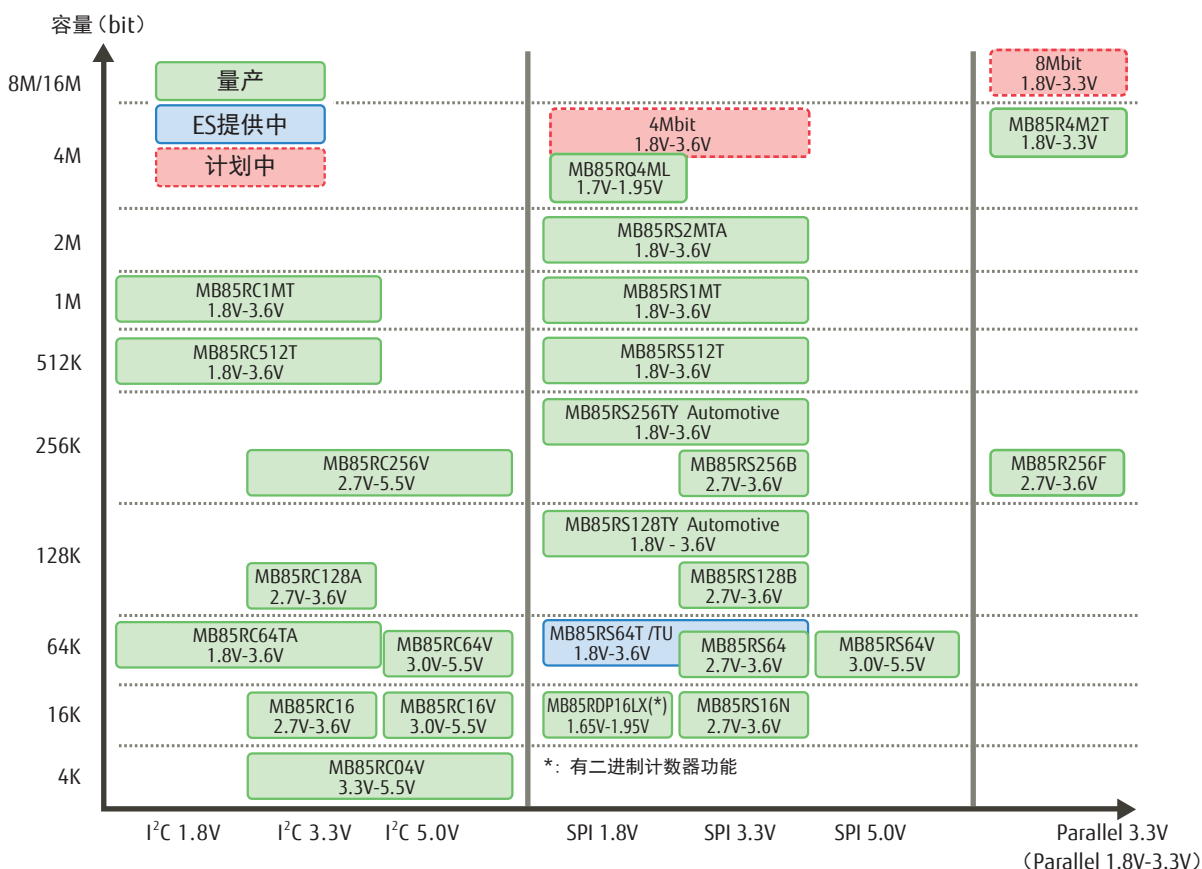 容量（bit）
8M/16M
量产
8Mbit
1.8V-3.3V
ES提供中
计划中
4M
4Mbit
1.8V-3.6V
MB85RQ4ML
1.7V-1.95V
MB85R4M2T
1.8V-3.3V
2M
MB85RS2MTA
1.8V-3.6V
1M
MB85RC1MT
1.8V-3.6V
MB85RS1MT
1.8V-3.6V
512K
MB85RC512T
1.8V-3.6V
MB85RS512T
1.8V-3.6V
256K
MB85RS256TY Automotive
1.8V-3.6V
MB85RC256V
2.7V-5.5V
MB85RS256B
2.7V-3.6V
MB85R256F
2.7V-3.6V
128K
MB85RS128TY Automotive
1.8V - 3.6V
MB85RC128A
2.7V-3.6V
MB85RS128B
2.7V-3.6V
64K
MB85RC64TA
1.8V-3.6V
MB85RC64V
3.0V-5.5V
MB85RS64T /TU
1.8V-3.6V
MB85RS64
2.7V-3.6V
MB85RS64V
3.0V-5.5V
16K
MB85RC16
2.7V-3.6V
MB85RC16V
3.0V-5.5V
MB85RDP16LX(*)
1.65V-1.95V
MB85RS16N
2.7V-3.6V
4K
MB85RC04V
3.3V-5.5V
*：有二进制计数器功能
I²C 1.8V
I²C 3.3V
I²C 5.0V
SPI 1.8V
SPI 3.3V
SPI 5.0V
Parallel 3.3V
（Parallel 1.8V-3.3V）